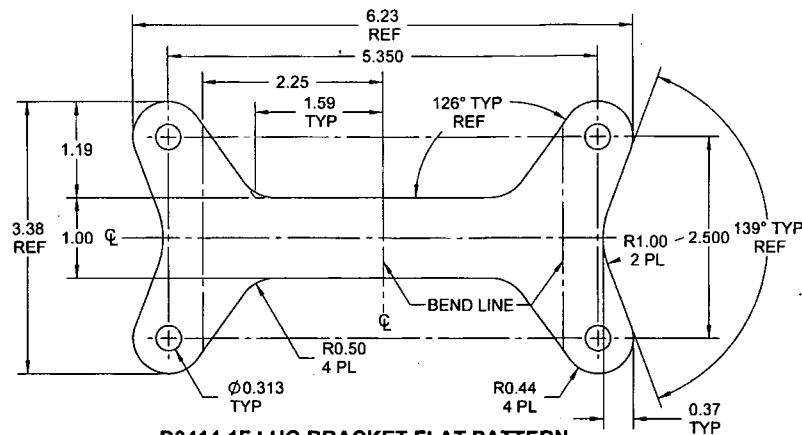 6.23
REF
5.350
2.25
1.59
TYP
126° TYP
REF
1.19
3.38
REF
1.00
℄
R1.00
2 PL
2.500
139° TYP
REF
BEND LINE
℄
R0.50
4 PL
Ø0.313
TYP
R0.44
4 PL
0.37
TYP